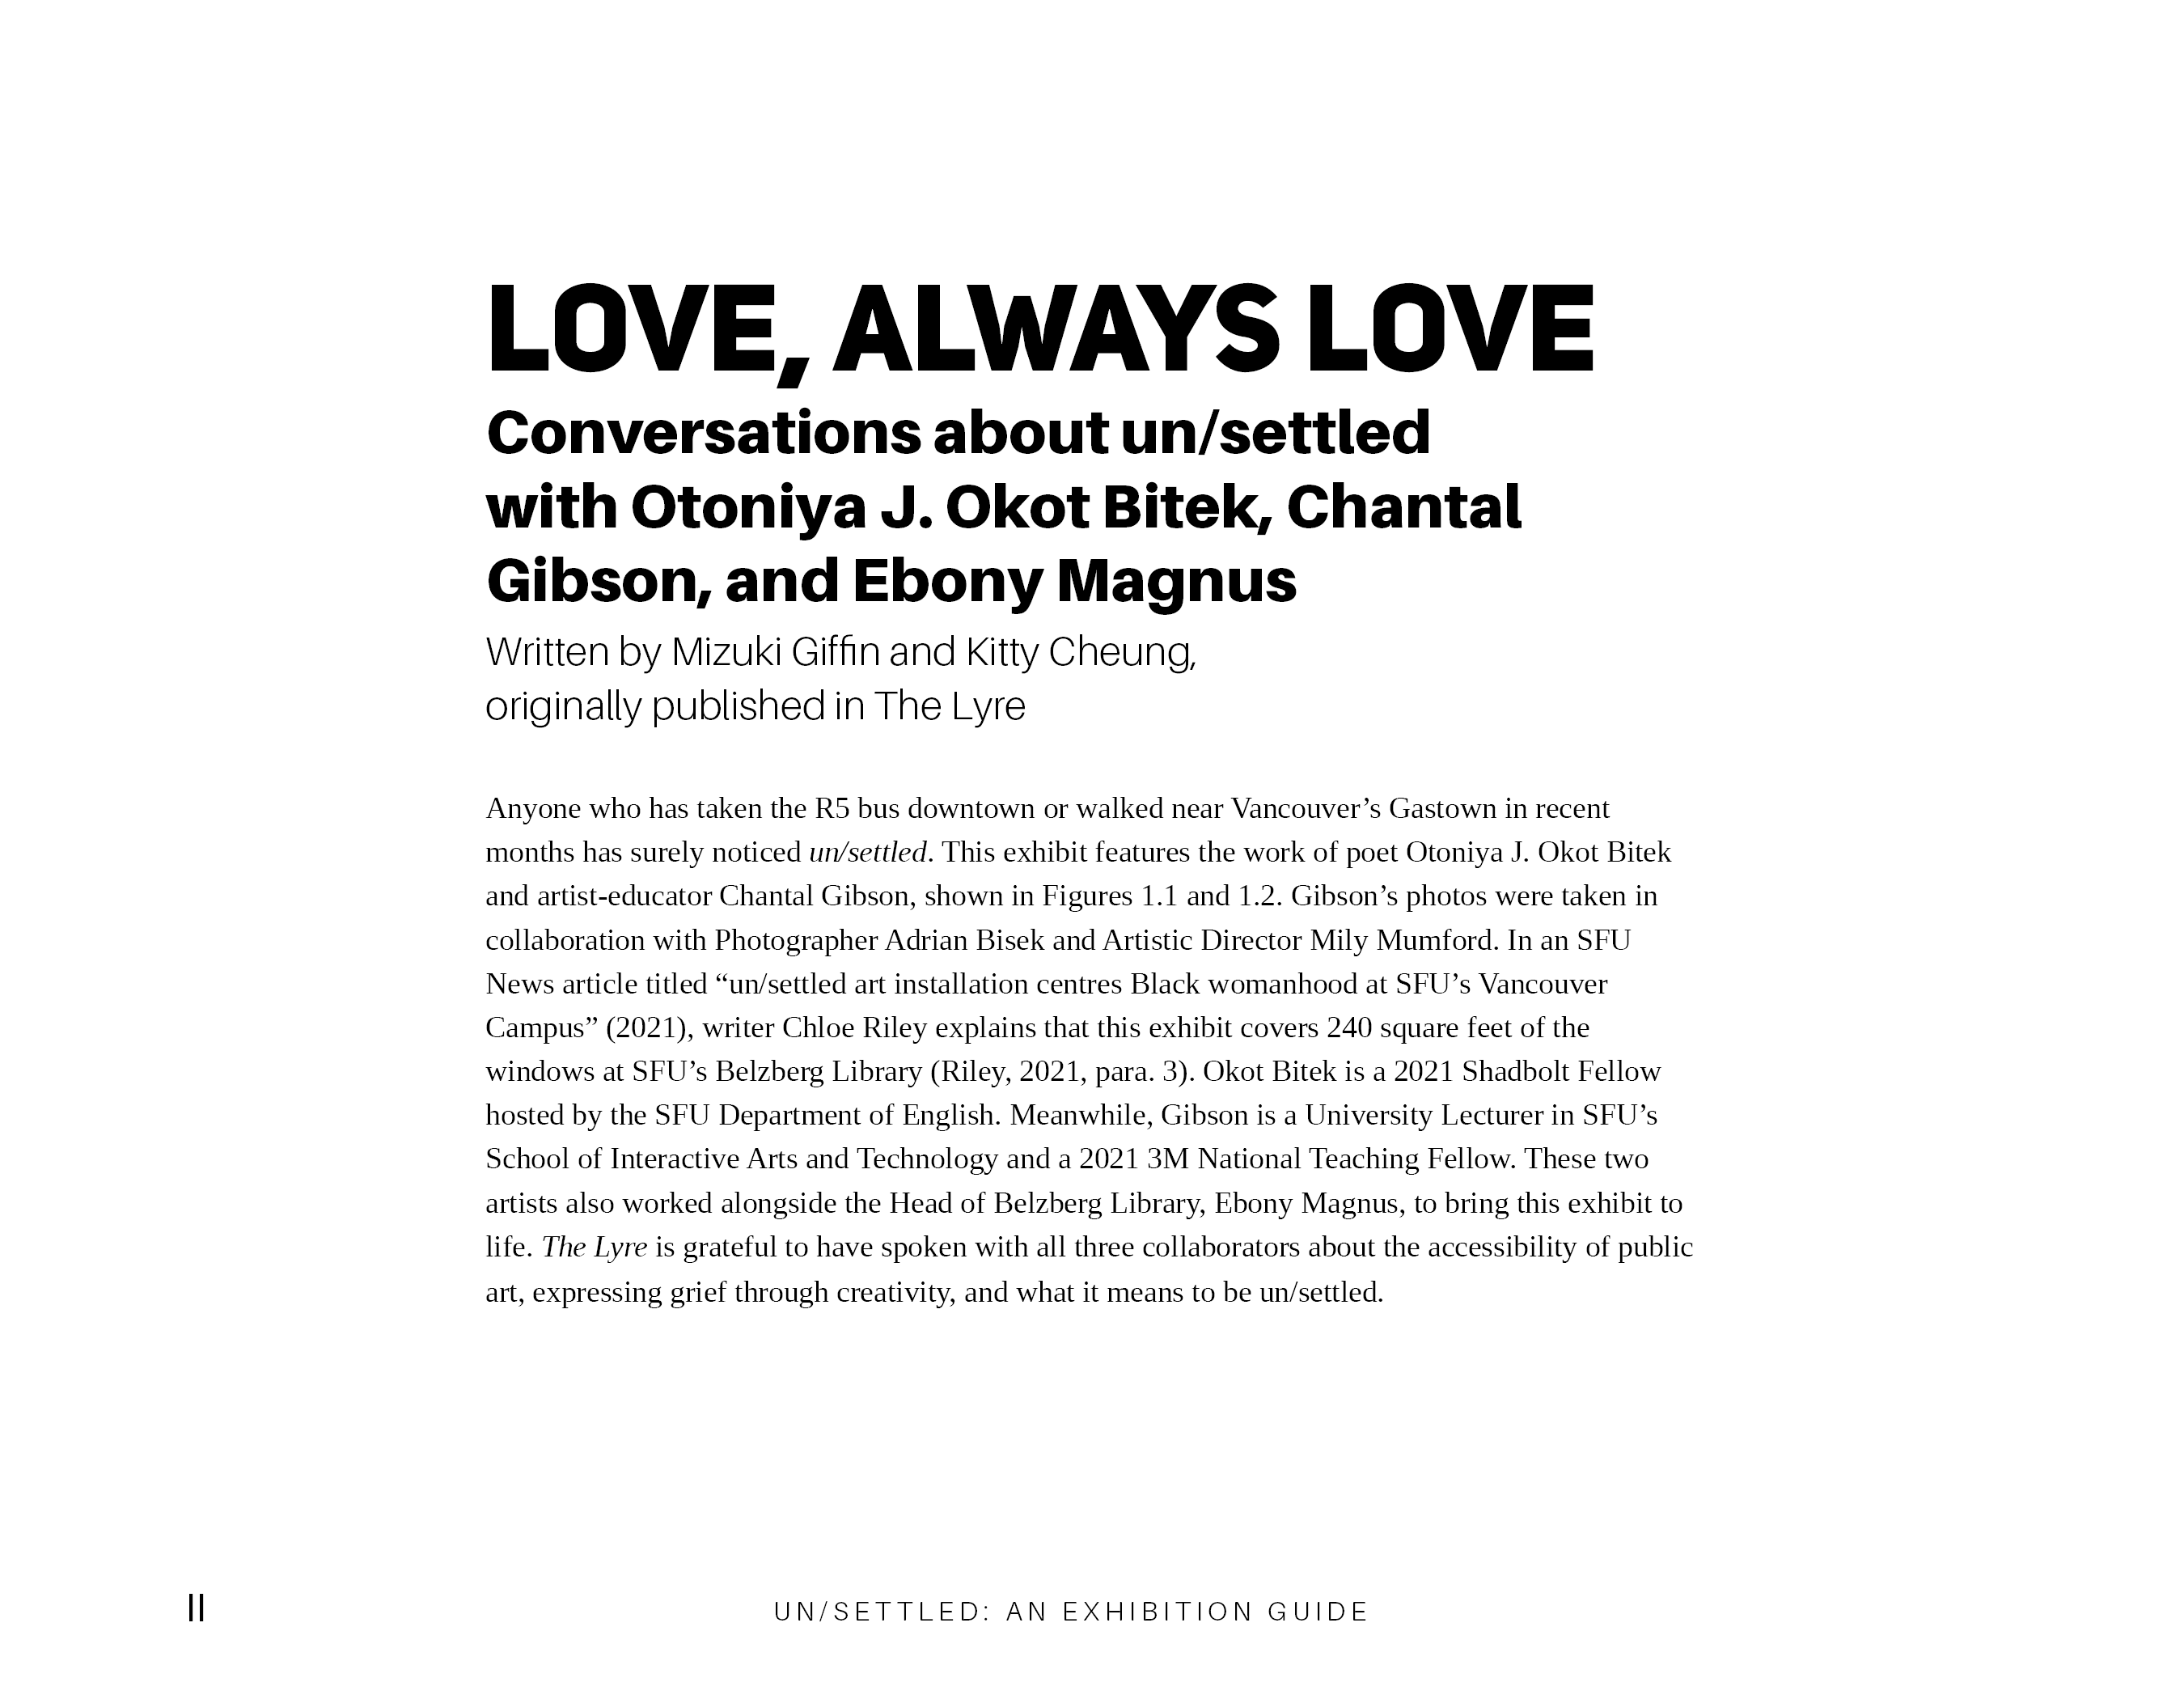 LOVE, ALWAYS LOVE
Conversations about un/settled
with Otoniya J. Okot Bitek, Chantal
Gibson, and Ebony Magnus
Written by Mizuki Giffin and Kitty Cheung,
originally published in The Lyre
Anyone who has taken the R5 bus downtown or walked near Vancouver’s Gastown in recent
months has surely noticed un/settled. This exhibit features the work of poet Otoniya J. Okot Bitek
and artist-educator Chantal Gibson, shown in Figures 1.1 and 1.2. Gibson’s photos were taken in
collaboration with Photographer Adrian Bisek and Artistic Director Mily Mumford. In an SFU
News article titled “un/settled art installation centres Black womanhood at SFU’s Vancouver
Campus” (2021), writer Chloe Riley explains that this exhibit covers 240 square feet of the
windows at SFU’s Belzberg Library (Riley, 2021, para. 3). Okot Bitek is a 2021 Shadbolt Fellow
hosted by the SFU Department of English. Meanwhile, Gibson is a University Lecturer in SFU’s
School of Interactive Arts and Technology and a 2021 3M National Teaching Fellow. These two
artists also worked alongside the Head of Belzberg Library, Ebony Magnus, to bring this exhibit to
life. The Lyre is grateful to have spoken with all three collaborators about the accessibility of public
art, expressing grief through creativity, and what it means to be un/settled.
II
UN/SETTLED: AN EXHIBITION GUIDE